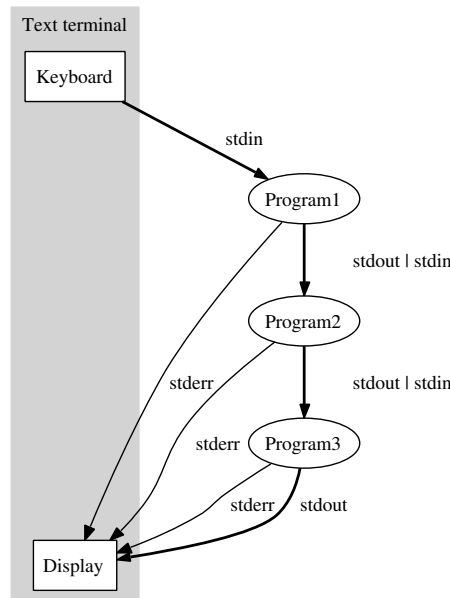 Text terminal
Keyboard
stdin
Program1
stdout | stdin
Program2
stdout | stdin
stderr
stderr
Program3
stderr
stdout
Display